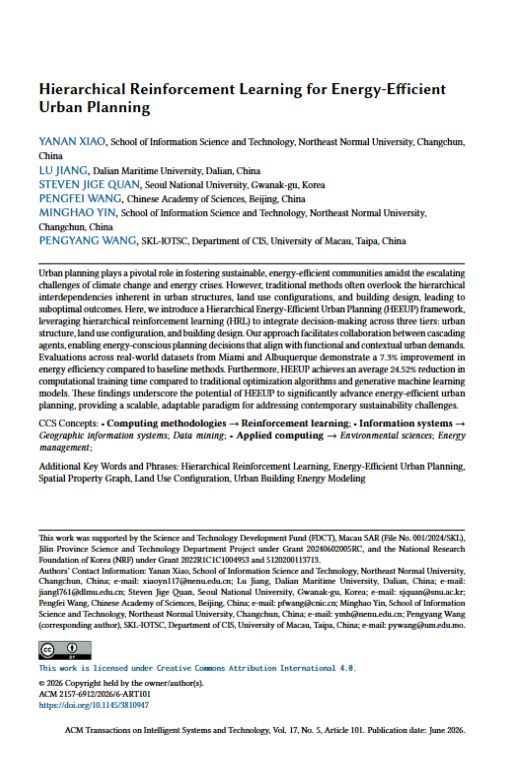 Hierarchical Reinforcement Learning for Energy-Efficient
Urban Planning
YANAN XIAO, School of Information Science and Technology, Northeast Normal University, Changchun,
China
LU JIANG, Dalian Maritime University, Dalian, China
STEVEN JIGE QUAN, Seoul National University, Gwanak-gu, Korea
PENGFEI WANG, Chinese Academy of Sciences, Beijing, China
MINGHAO YIN, School of Information Science and Technology, Northeast Normal University,
Changchun, China
PENGYANG WANG, SKL-IOTSC, Department of CIS, University of Macau, Taipa, China
Urban planning plays a pivotal role in fostering sustainable, energy-efficient communities amidst the escalating
challenges of climate change and energy crises. However, traditional methods often overlook the hierarchical
interdependencies inherent in urban structures, land use configurations, and building design, leading to
suboptimal outcomes. Here, we introduce a Hierarchical Energy-Efficient Urban Planning (HEEUP) framework,
leveraging hierarchical reinforcement learning (HRL) to integrate decision-making across three tiers: urban
structure, land use configuration, and building design. Our approach facilitates collaboration between cascading
agents, enabling energy-conscious planning decisions that align with functional and contextual urban demands.
Evaluations across real-world datasets from Miami and Albuquerque demonstrate a 7.3% improvement in
energy efficiency compared to baseline methods. Furthermore, HEEUP achieves an average 24.52% reduction in
computational training time compared to traditional optimization algorithms and generative machine learning
models. These findings underscore the potential of HEEUP to significantly advance energy-efficient urban
planning, providing a scalable, adaptable paradigm for addressing contemporary sustainability challenges.
CCS Concepts: • Computing methodologies → Reinforcement learning; • Information systems →
Geographic information systems; Data mining; • Applied computing → Environmental sciences; Energy
management;
Additional Key Words and Phrases: Hierarchical Reinforcement Learning, Energy-Efficient Urban Planning,
Spatial Property Graph, Land Use Configuration, Urban Building Energy Modeling
This work was supported by the Science and Technology Development Fund (FDCT), Macau SAR (File No. 001/2024/SKL),
Jilin Province Science and Technology Department Project under Grant 20240602005RC, and the National Research
Foundation of Korea (NRF) under Grant 2022R1C1C1004953 and 5120200113713.
Authors' Contact Information: Yanan Xiao, School of Information Science and Technology, Northeast Normal University,
Changchun, China; e-mail: xiaoyn117@nenu.edu.cn; Lu Jiang, Dalian Maritime University, Dalian, China; e-mail:
jiangl761@dlmu.edu.cn; Steven Jige Quan, Seoul National University, Gwanak-gu, Korea; e-mail: sjquan@snu.ac.kr;
Pengfei Wang, Chinese Academy of Sciences, Beijing, China; e-mail: pfwang@cnic.cn; Minghao Yin, School of Information
Science and Technology, Northeast Normal University, Changchun, China; e-mail: ymh@nenu.edu.cn; Pengyang Wang
(corresponding author), SKL-IOTSC, Department of CIS, University of Macau, Taipa, China; e-mail: pywang@um.edu.mo.
cc BY
This work is licensed under Creative Commons Attribution International 4.0.
© 2026 Copyright held by the owner/author(s).
ACM 2157-6912/2026/6-ART101
https://doi.org/10.1145/3810947
ACM Transactions on Intelligent Systems and Technology, Vol. 17, No. 5, Article 101. Publication date: June 2026.